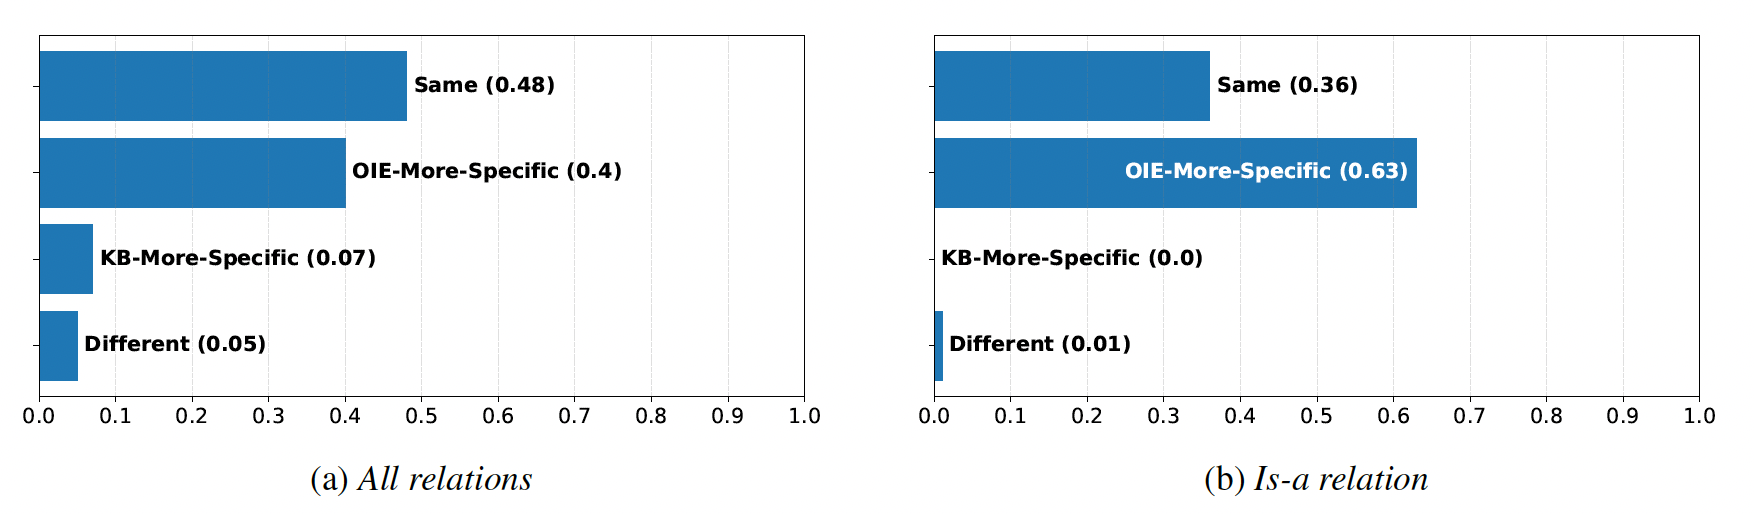 Same (0.48)
OIE-More-Specific (0.4)
KB-More-Specific (0.07)
Different (0.05)
0.0 0.1 0.2 0.3 0.4 0.5 0.6 0.7 0.8 0.9 1.0
(a) All relations
Same (0.36)
OIE-More-Specific (0.63)
KB-More-Specific (0.0)
Different (0.01)
0.0 0.1 0.2 0.3 0.4 0.5 0.6 0.7 0.8 0.9 1.0
(b) Is-a relation